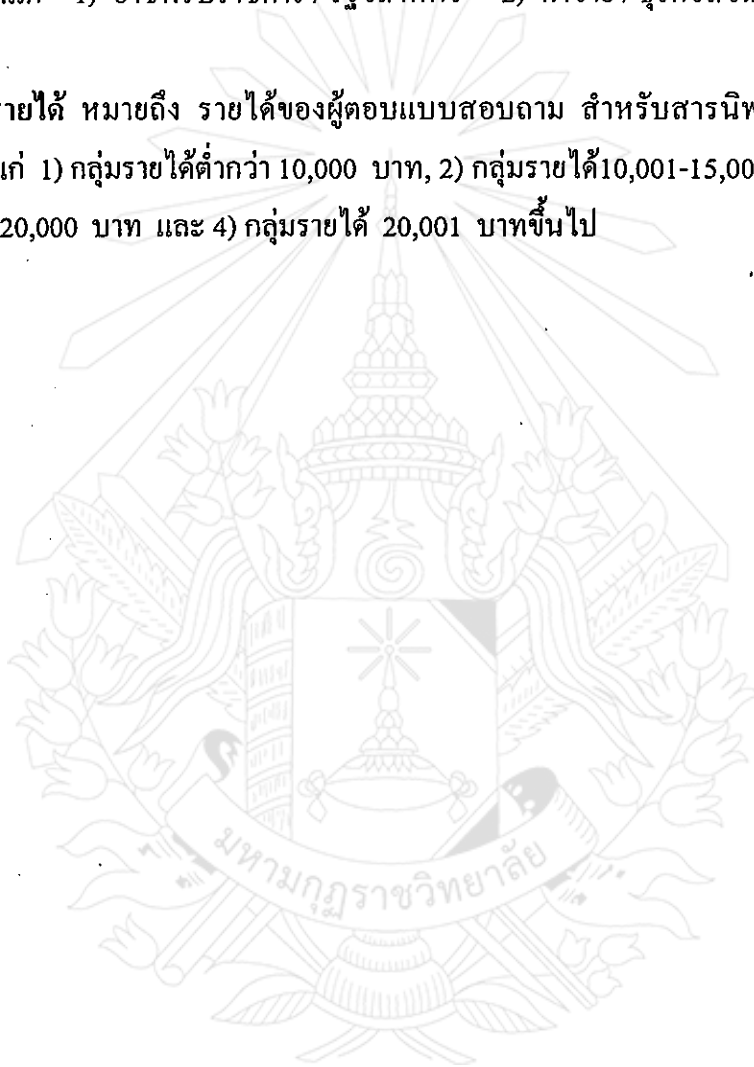 1) 2)
รายได้ หมายถึง รายได้ของผู้ตอบแบบสอบถาม สำหรับสารนิพ
แก่ 1) กลุ่มรายได้ต่ำกว่า 10,000 บาท, 2) กลุ่มรายได้10,001-15,00
20,000 บาท และ 4) กลุ่มรายได้ 20,001 บาทขึ้นไป
มหามกุฏราชวิทยาลัย